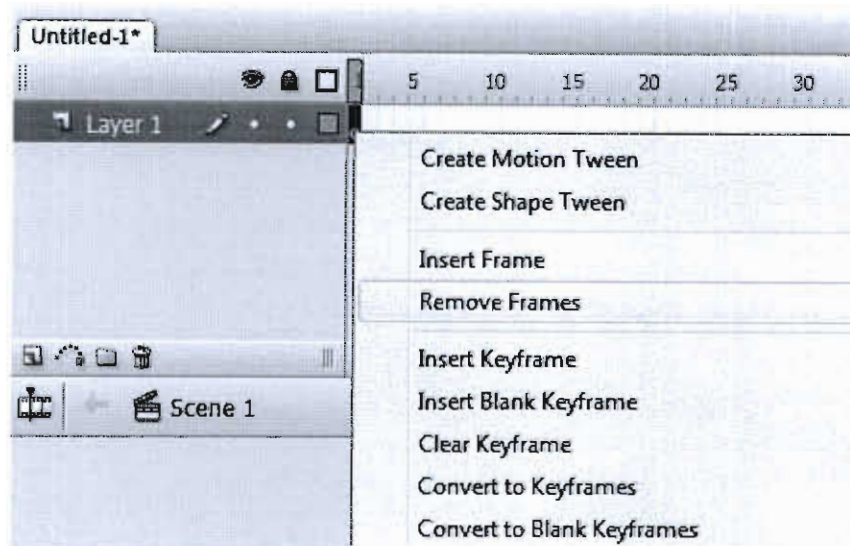 Untitled-1*
5 10 15 20 25 30
Layer 1
Create Motion Tween
Create Shape Tween
Insert Frame
Remove Frames
Insert Keyframe
Insert Blank Keyframe
Scene 1
Clear Keyframe
Convert to Keyframes
Convert to Blank Keyframes